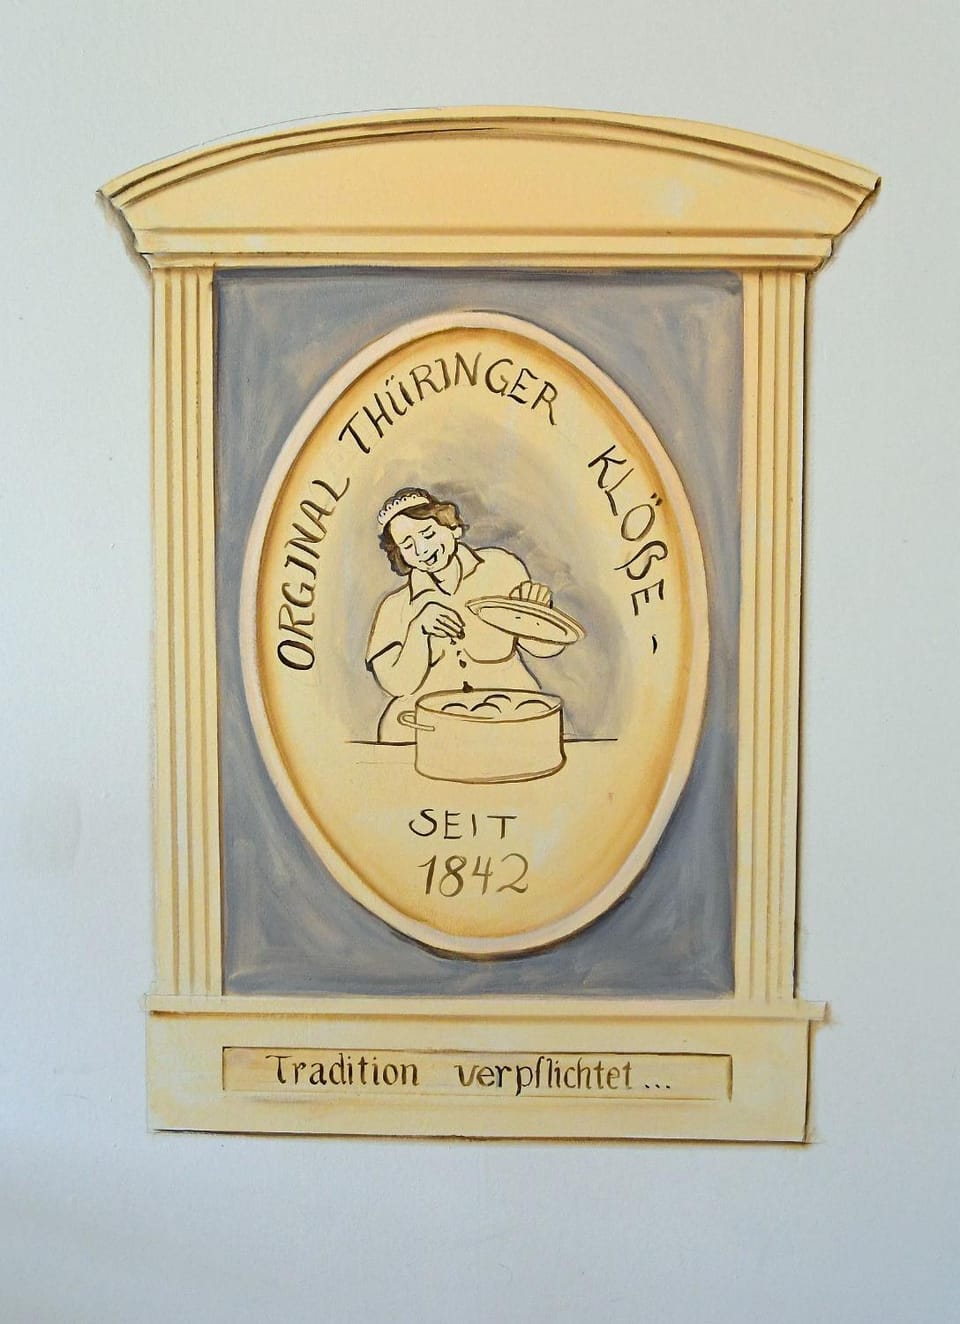 ORGINAL THÜRINGER KLÖßE -
SEIT
1842
Tradition verpflichtet...